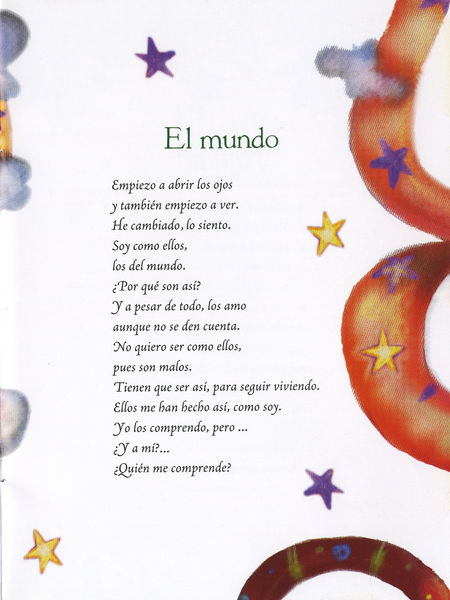 El mundo
Empiezo a abrir los ojos
y también empiezo a ver.
He cambiado, lo siento.
Soy como ellos,
los del mundo.
¿Por qué son así?
Y a pesar de todo, los amo
aunque no se den cuenta.
No quiero ser como ellos,
pues son malos.
Tienen que ser así, para seguir viviendo.
Ellos me han hecho así, como soy.
Yo los comprendo, pero ...
¿Y a mí?...
¿Quién me comprende?